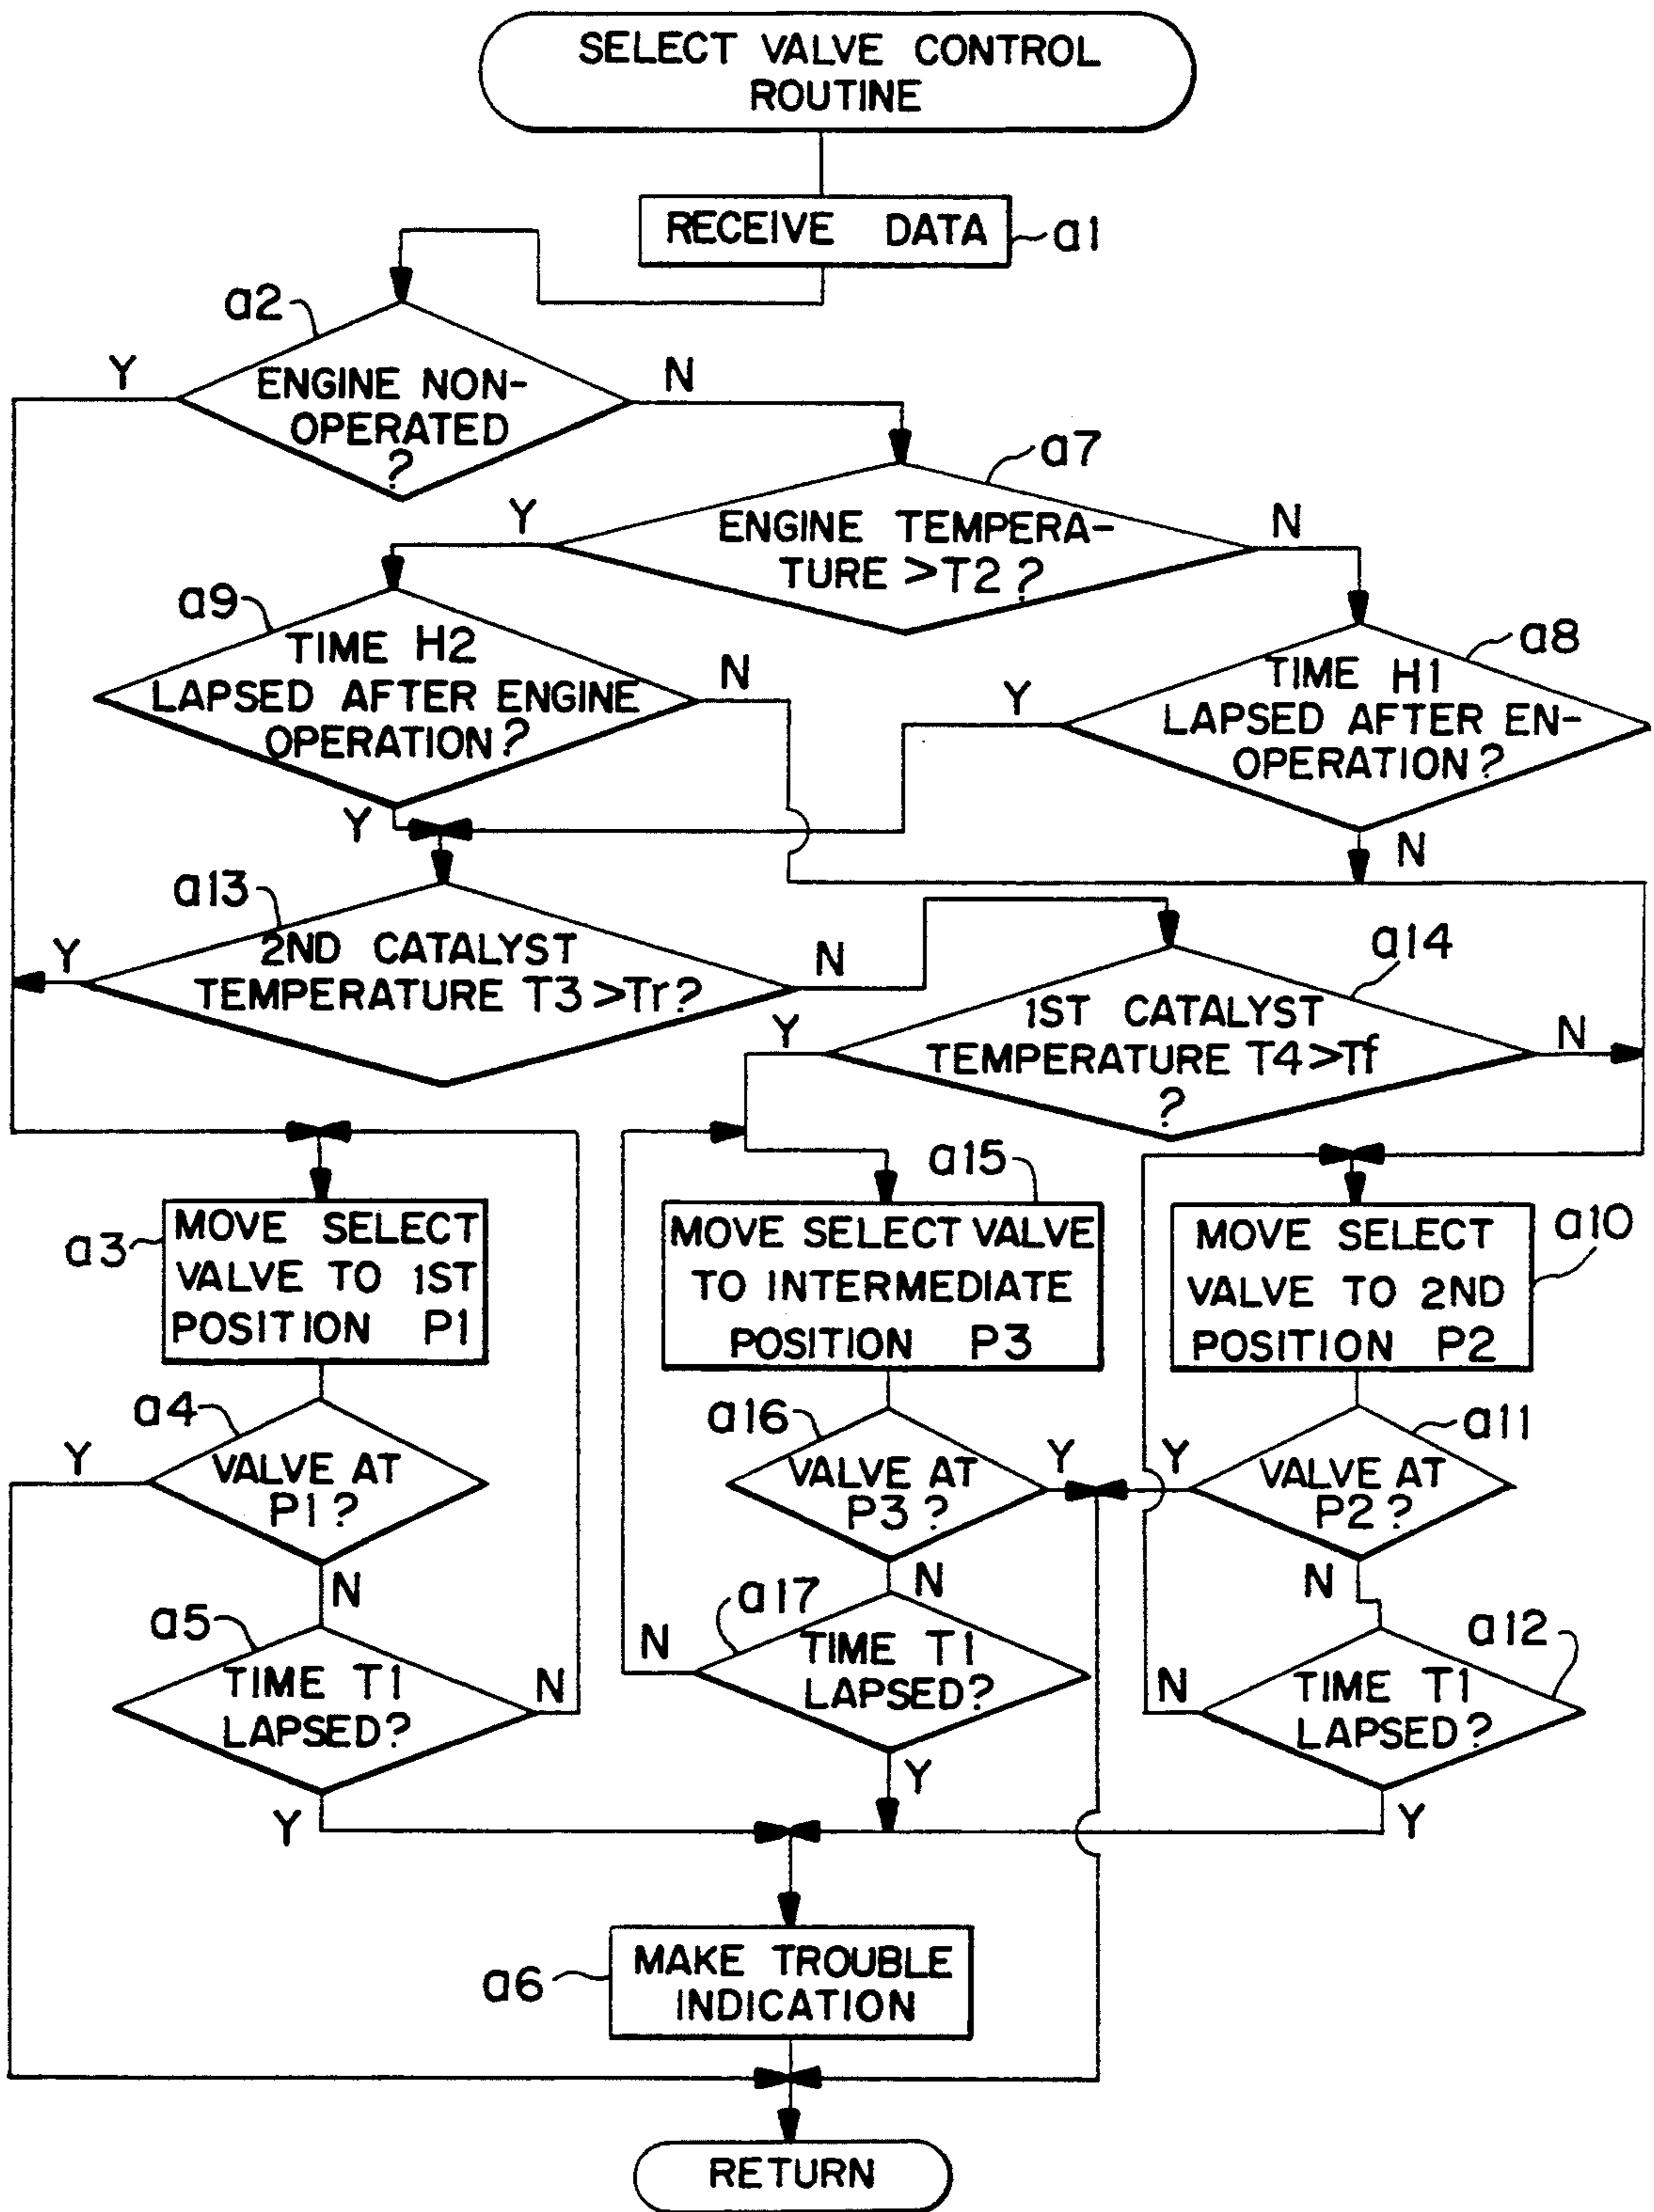 SELECT VALVE CONTROL
ROUTINE
RECEIVE DATA
a1
a2
Y
ENGINE NON-
OPERATED
?
N
a7
Y
ENGINE TEMPERA-
TURE >T2?
N
a9
TIME H2
LAPSED AFTER ENGINE
OPERATION?
N
Y
a8
TIME H1
LAPSED AFTER EN-
OPERATION?
Y
N
a13
Y
2ND CATALYST
TEMPERATURE T3>Tr?
N
a14
Y
1ST CATALYST
TEMPERATURE T4>Tf
?
N
a3
MOVE SELECT
VALVE TO 1ST
POSITION P1
a15
MOVE SELECT VALVE
TO INTERMEDIATE
POSITION P3
a10
MOVE SELECT
VALVE TO 2ND
POSITION P2
a4
Y
VALVE AT
P1?
N
a16
VALVE AT
P3?
Y
N
a11
Y
VALVE AT
P2?
N
a5
TIME T1
LAPSED?
N
Y
a17
N
TIME T1
LAPSED?
Y
a12
N
TIME T1
LAPSED?
Y
a6
MAKE TROUBLE
INDICATION
RETURN